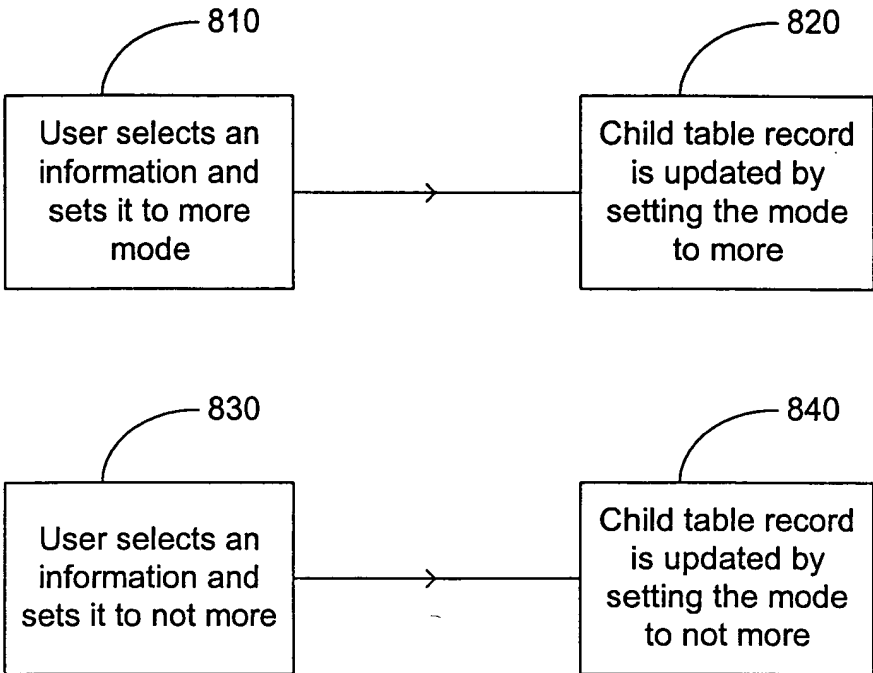 810
820
User selects an
information and
sets it to more
mode
Child table record
is updated by
setting the mode
to more
830
840
User selects an
information and
sets it to not more
Child table record
is updated by
setting the mode
to not more